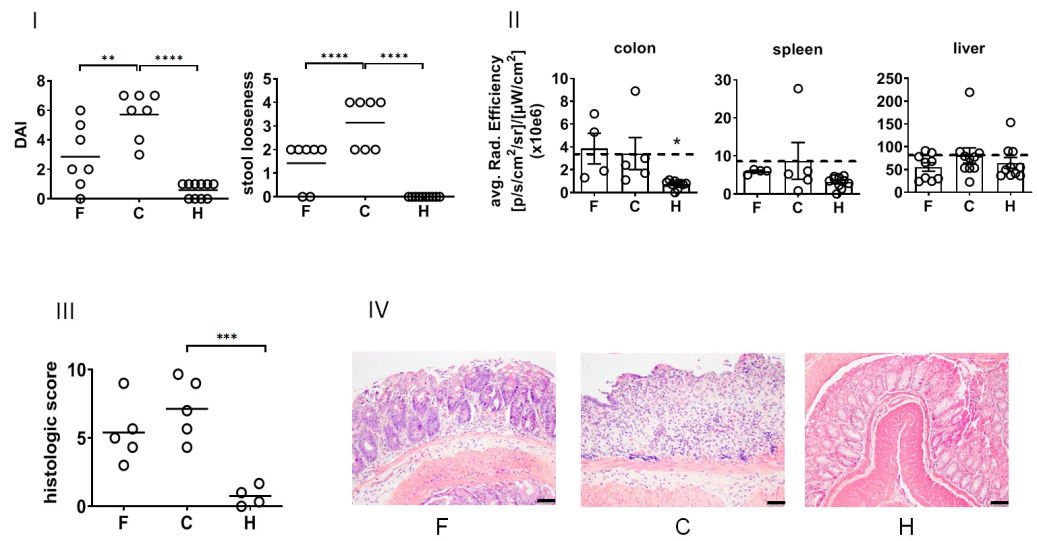 I
** ****
DAI
8
6
4
2
0
F C H
**** ****
stool looseness
5
4
3
2
1
0
F C H
II
avg. Rad. Efficiency
[p/s/cm²/sr]/[µW/cm²]
(x10e6)
colon
10
8
6
4
2
0
*
F C H
spleen
30
20
10
0
F C H
liver
250
200
150
100
50
0
F C H
III
***
histologic score
10
5
0
F C H
IV
F C H